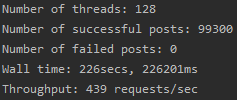 Number of threads: 128
Number of successful posts: 99300
Number of failed posts: 0
Wall time: 226secs, 226201ms
Throughput: 439 requests/sec